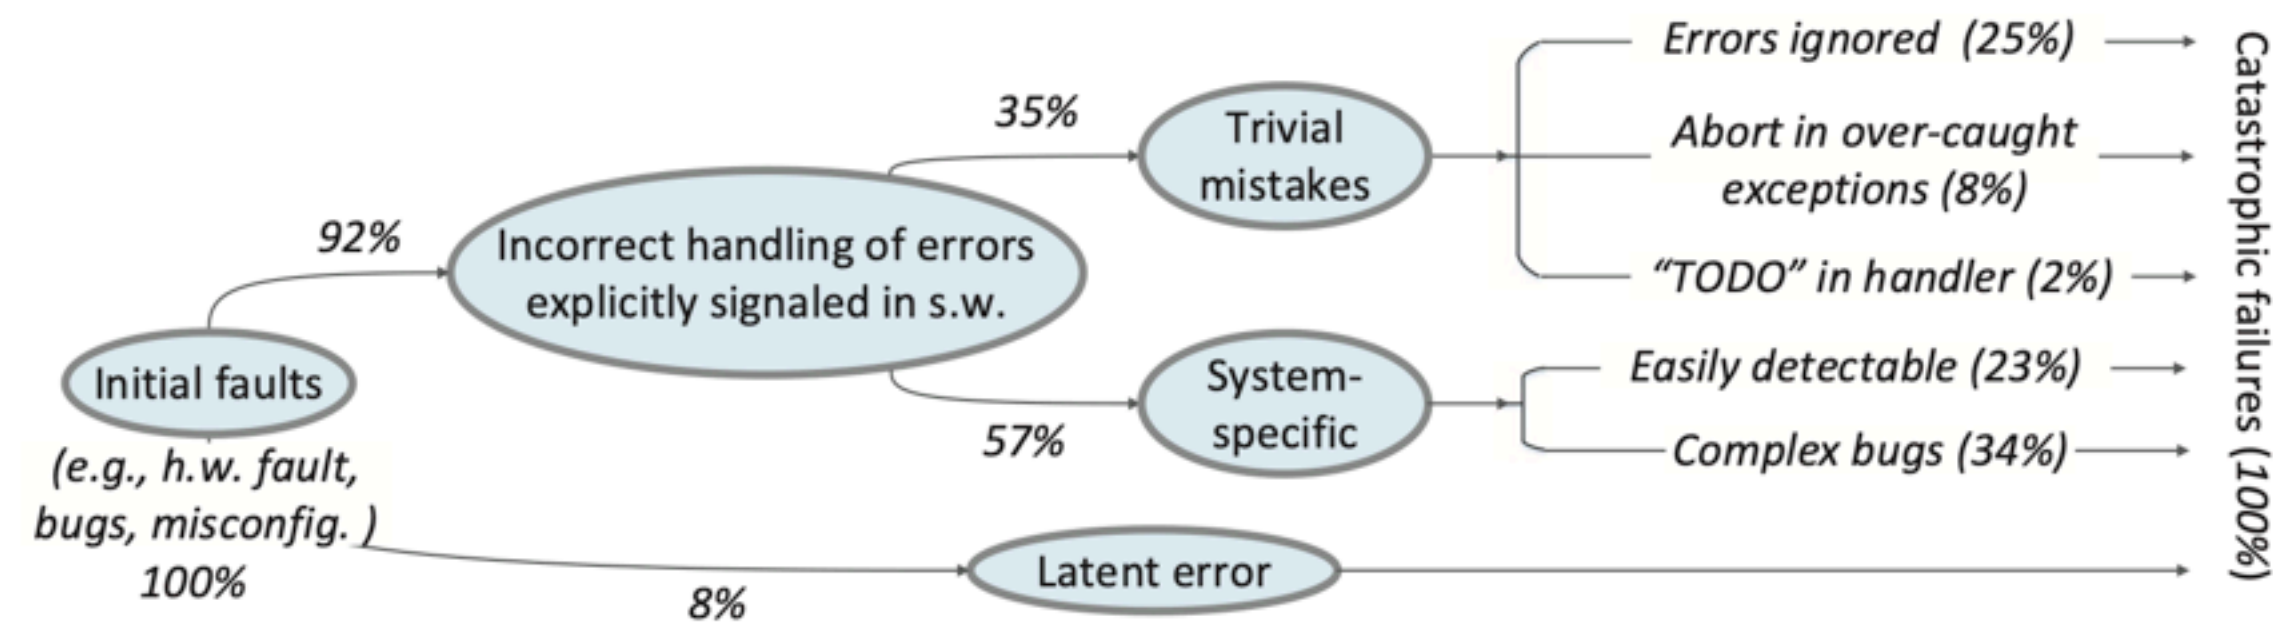 Initial faults
(e.g., h.w. fault,
bugs, misconfig. )
100%
92%
Incorrect handling of errors
explicitly signaled in s.w.
35%
Trivial
mistakes
Errors ignored (25%)
Abort in over-caught
exceptions (8%)
“TODO” in handler (2%)
57%
System-
specific
Easily detectable (23%)
Complex bugs (34%)
8%
Latent error
Catastrophic failures (100%)